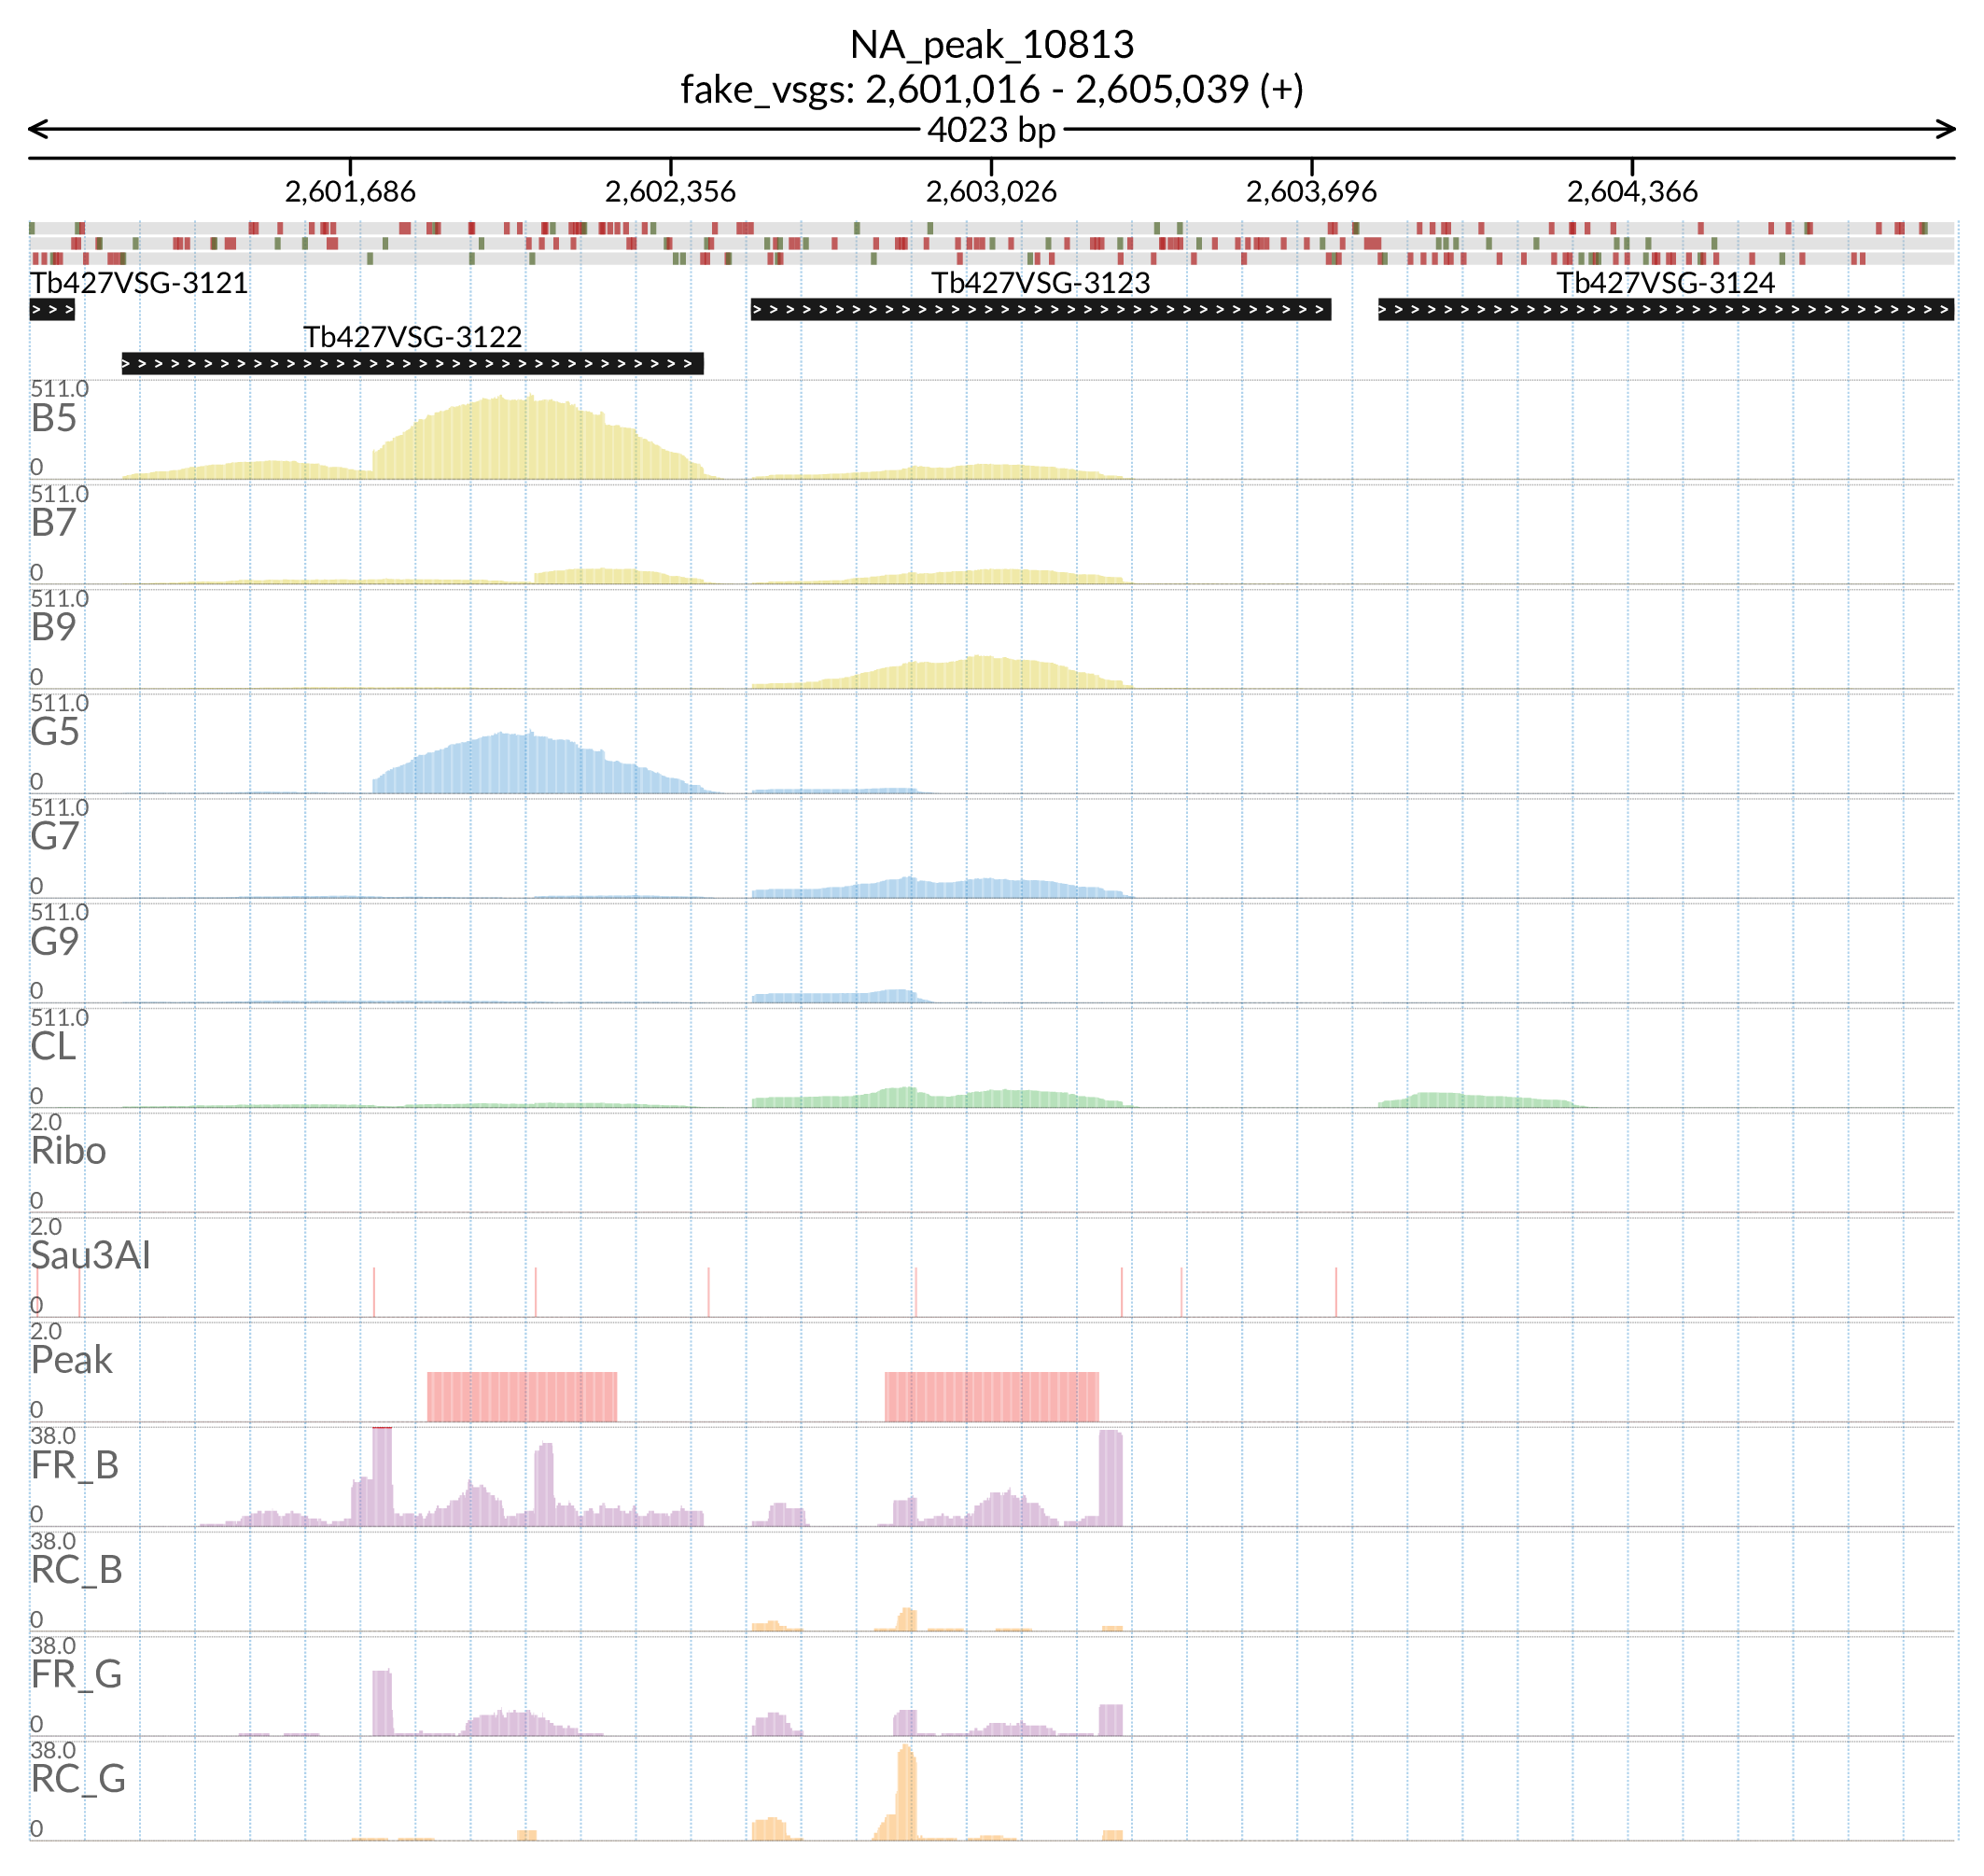 NA_peak_10813
fake_vsgs: 2,601,016 - 2,605,039 (+)
4023 bp
2,601,686 2,602,356 2,603,026 2,603,696 2,604,366
Tb427VSG-3121 Tb427VSG-3123 Tb427VSG-3124
Tb427VSG-3122
511.0
B5
0
511.0
B7
0
511.0
B9
0
511.0
G5
0
511.0
G7
0
511.0
G9
0
511.0
CL
0
2.0
Ribo
0
2.0
Sau3AI
0
2.0
Peak
0
38.0
FR_B
0
38.0
RC_B
0
38.0
FR_G
0
38.0
RC_G
0